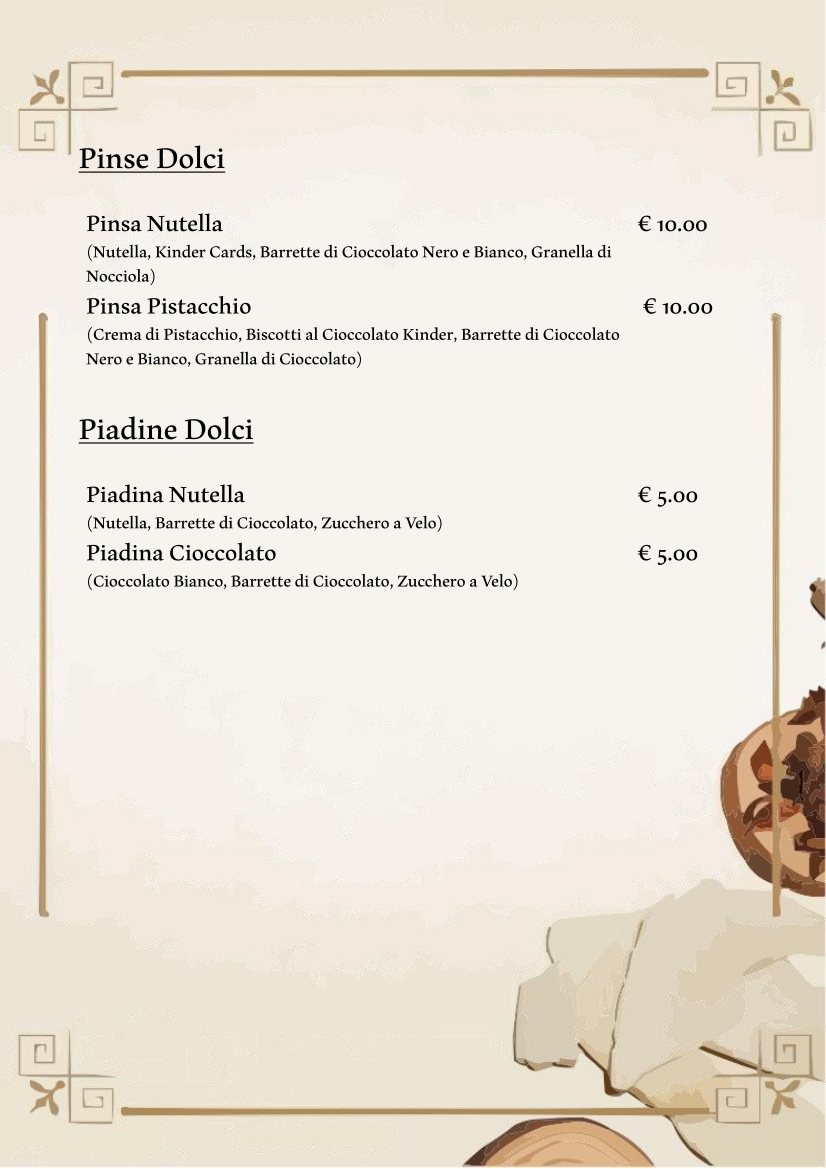 Pinse Dolci
Pinsa Nutella € 10.00
(Nutella, Kinder Cards, Barrette di Cioccolato Nero e Bianco, Granella di
Nocciola)
Pinsa Pistacchio € 10.00
(Crema di Pistacchio, Biscotti al Cioccolato Kinder, Barrette di Cioccolato
Nero e Bianco, Granella di Cioccolato)
Piadine Dolci
Piadina Nutella € 5.00
(Nutella, Barrette di Cioccolato, Zucchero a Velo)
Piadina Cioccolato € 5.00
(Cioccolato Bianco, Barrette di Cioccolato, Zucchero a Velo)